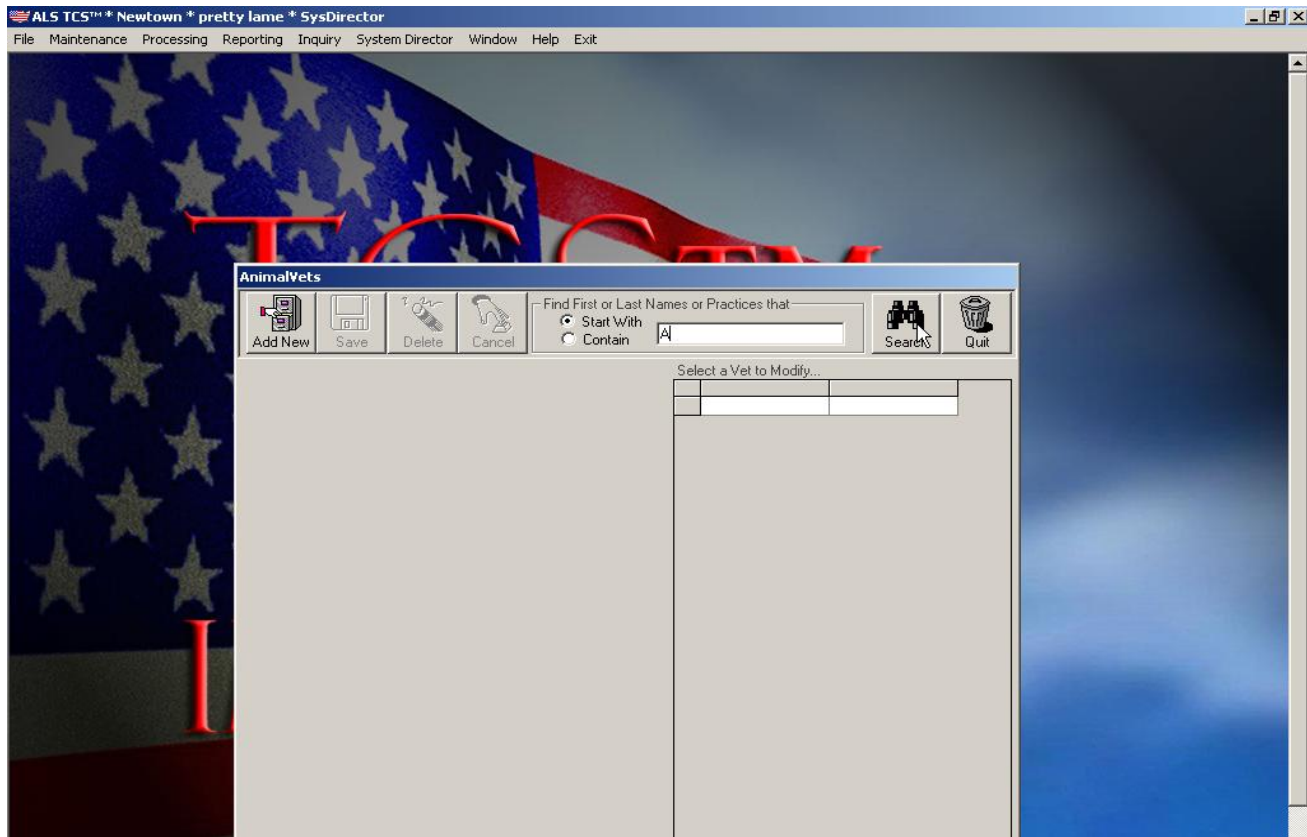 ALS TCS™ * Newtown * pretty lame * SysDirector
File Maintenance Processing Reporting Inquiry System Director Window Help Exit
TCS™
AnimalVets
Find First or Last Names or Practices that
Start With
Contain
A
Add New Save Delete Cancel Search Quit
Select a Vet to Modify...